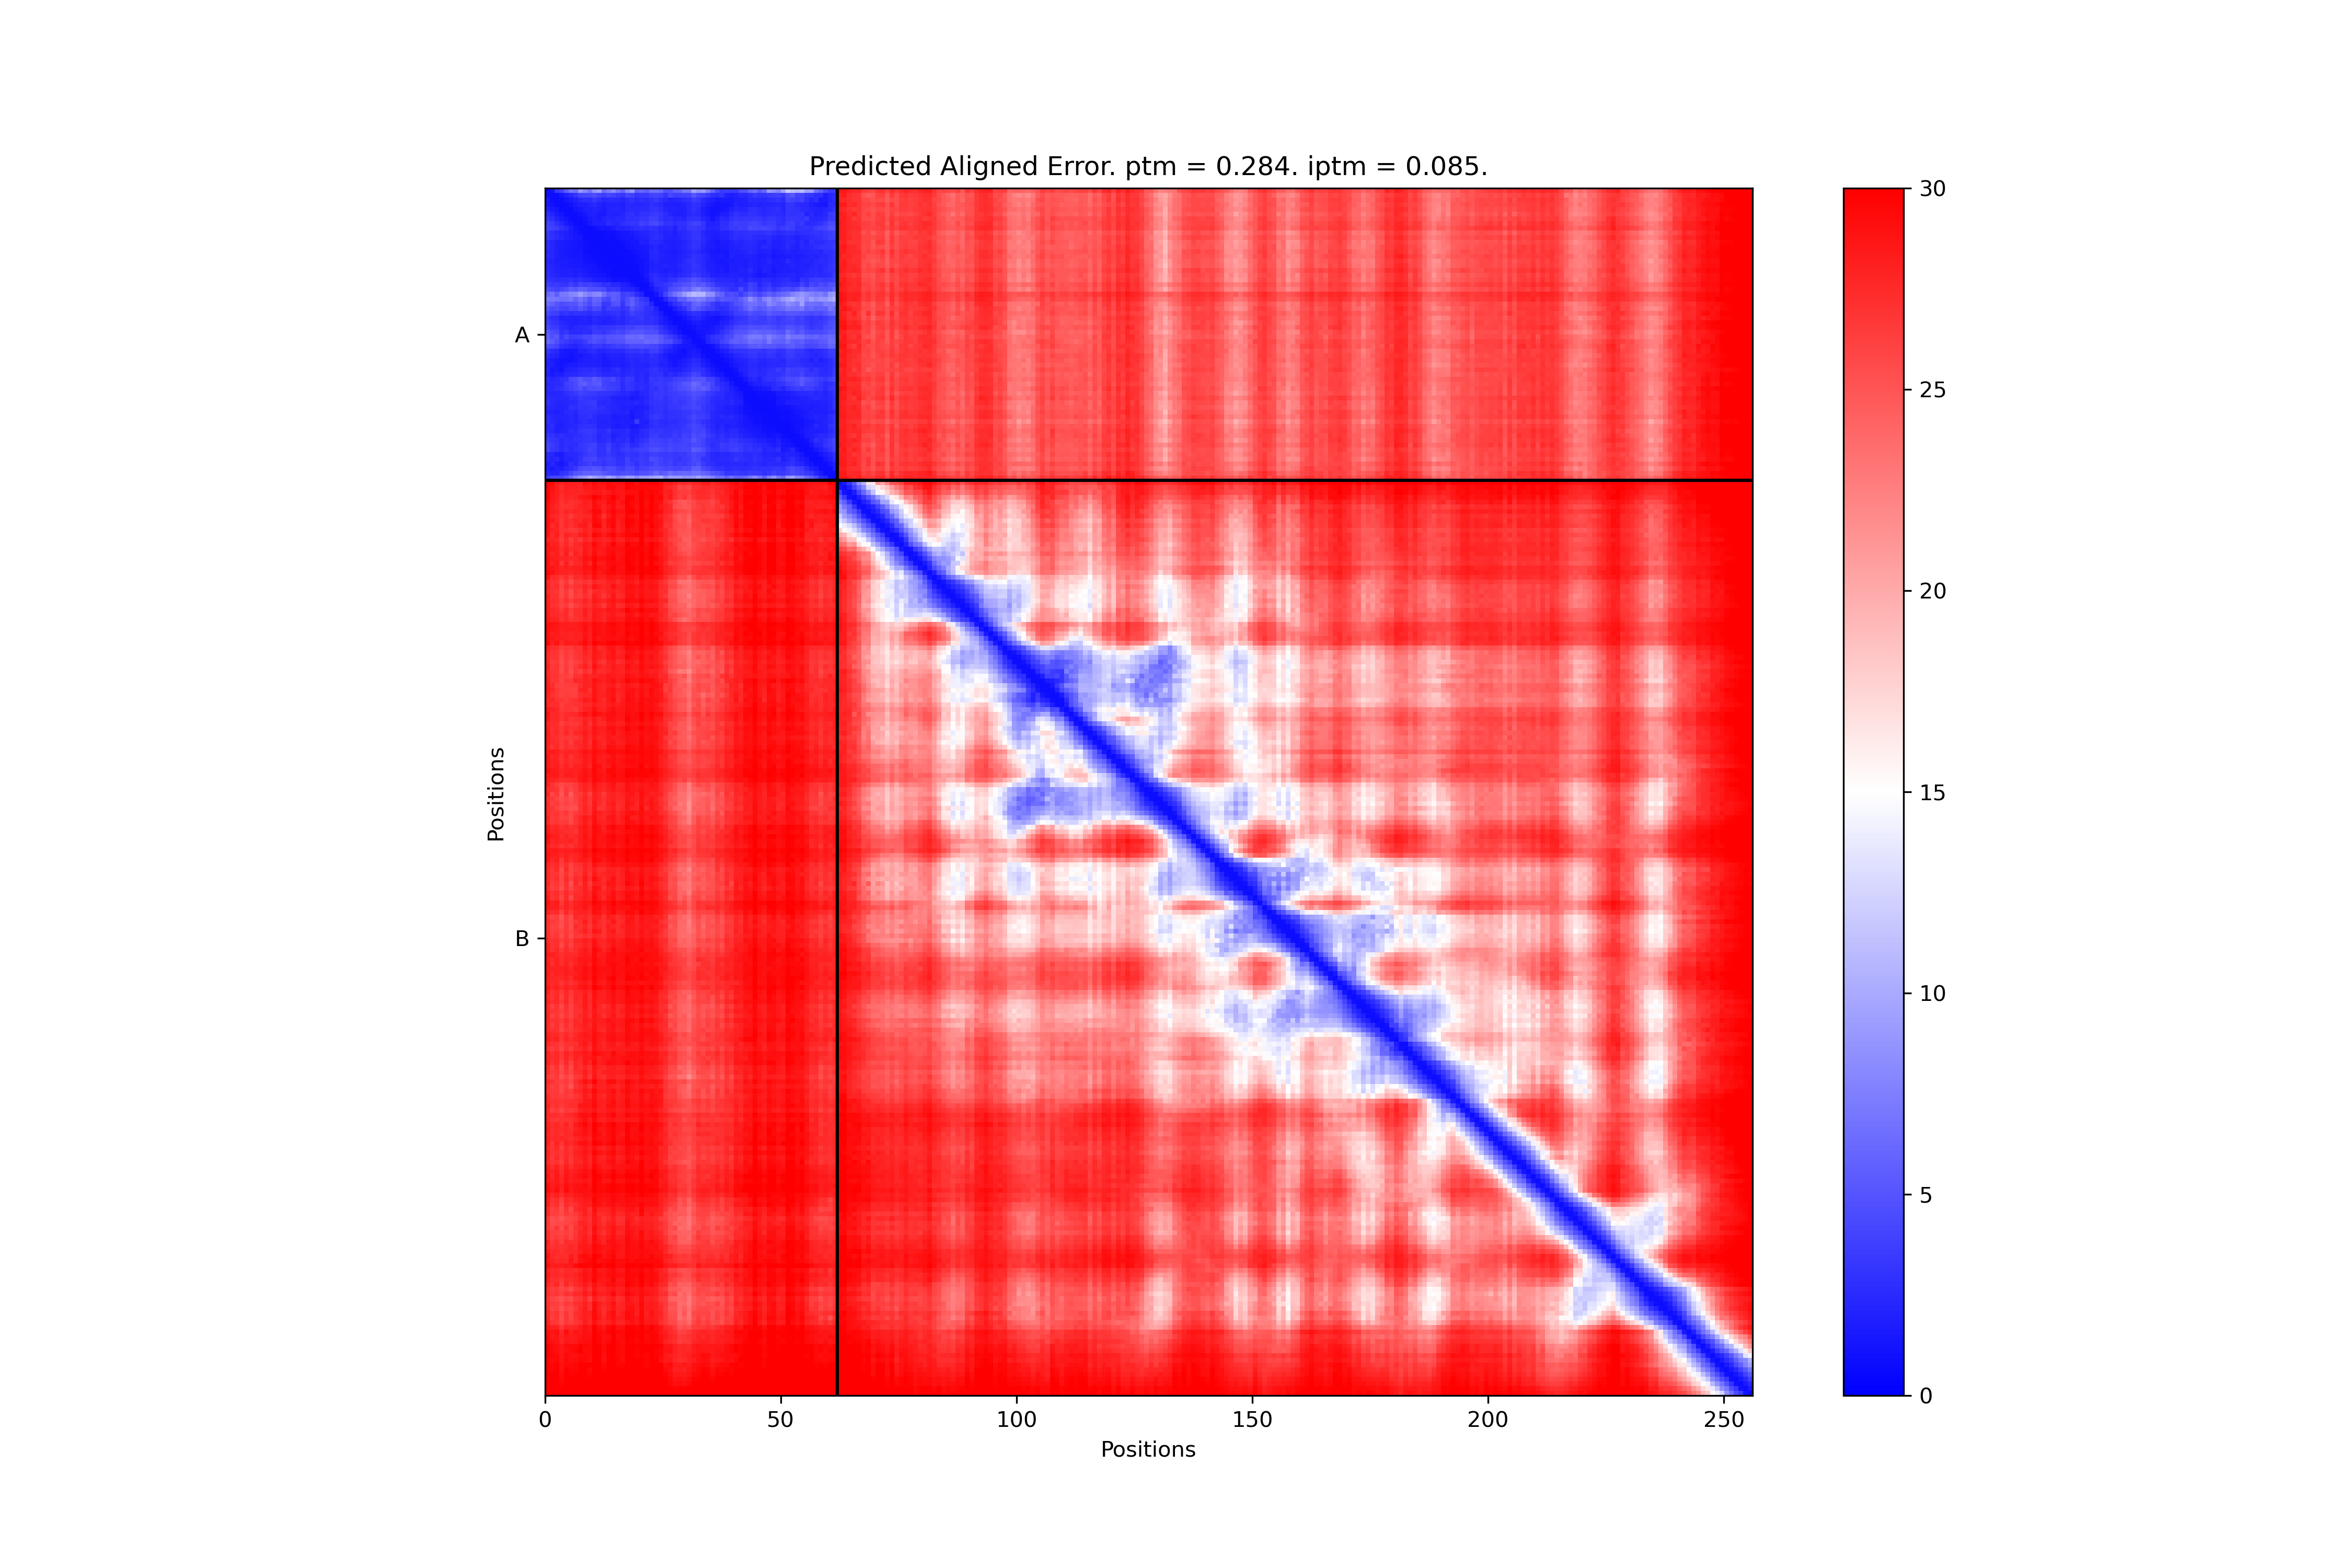 Predicted Aligned Error. ptm = 0.284. iptm = 0.085.
A
B
Positions
0
50
100
150
200
250
Positions
30
25
20
15
10
5
0